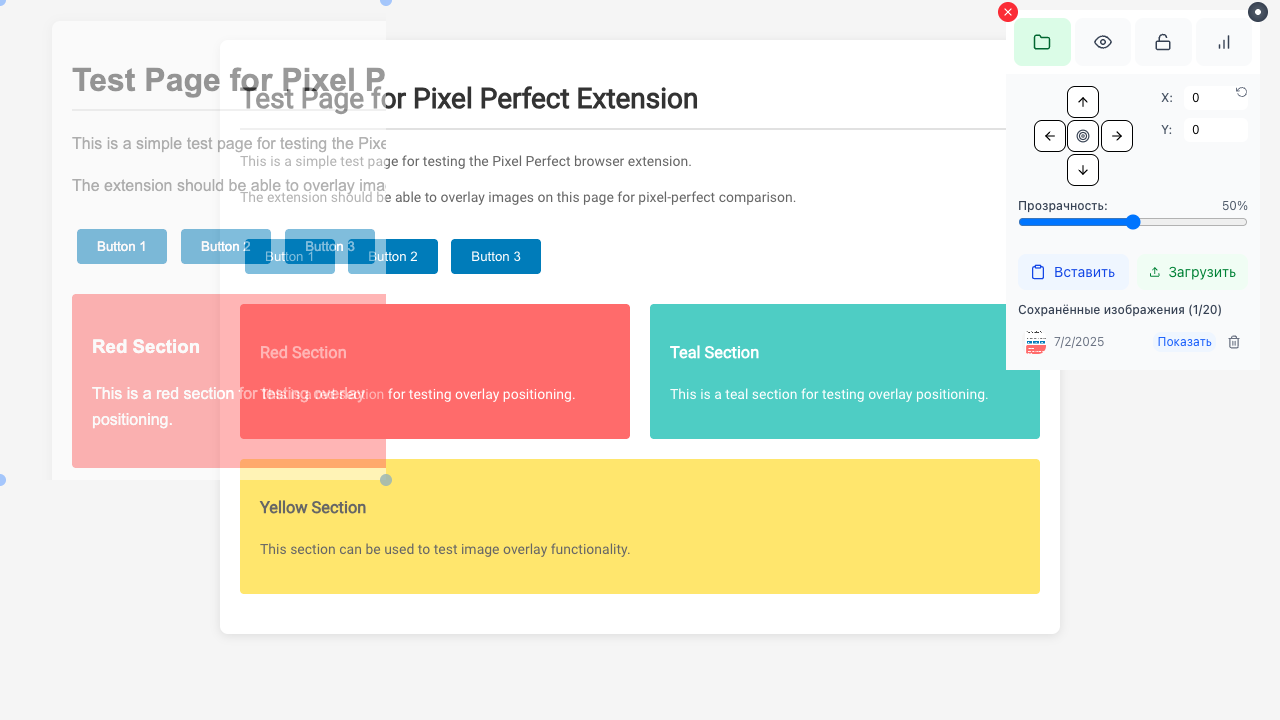 Test Page for Pixel P
This is a simple test page for testing the Pixe
The extension should be able to overlay ima
Button 1
Button 2
Button 3
Red Section
This is a red section for testing overlay
positioning.
Test Page for Pixel Perfect Extension
This is a simple test page for testing the Pixel Perfect browser extension.
The extension should be able to overlay images on this page for pixel-perfect comparison.
Button 1
Button 2
Button 3
Red Section
This is a red section for testing overlay positioning.
Teal Section
This is a teal section for testing overlay positioning.
Yellow Section
This section can be used to test image overlay functionality.
X: 0
Y: 0
Прозрачность: 50%
Вставить
Загрузить
Сохранённые изображения (1/20)
7/2/2025
Показать